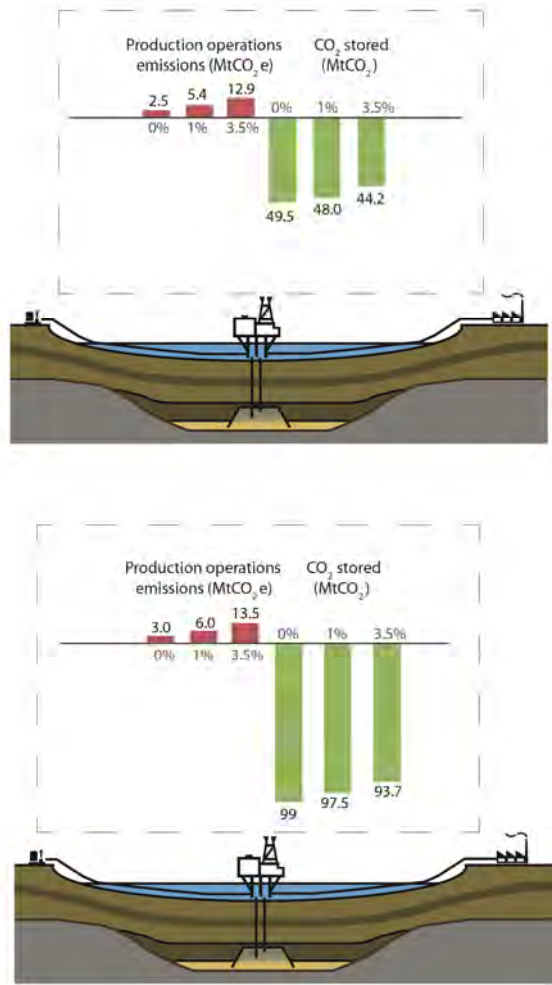 Production operations
emissions (MtCO₂e)
CO₂ stored
(MtCO₂)
2.5 5.4 12.9 0% 1% 3.5%
0% 1% 3.5%
49.5 48.0 44.2
Production operations
emissions (MtCO₂e)
CO₂ stored
(MtCO₂)
3.0 6.0 13.5 0% 1% 3.5%
0% 1% 3.5%
99 97.5 93.7